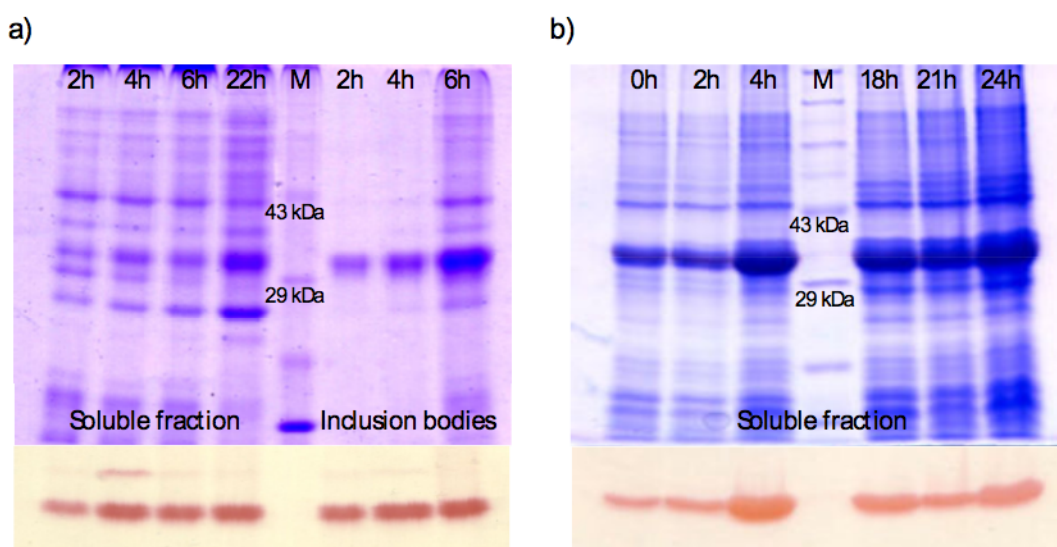 a)
2h 4h 6h 22h M 2h 4h 6h
43 kDa
29 kDa
Soluble fraction Inclusion bodies
b)
0h 2h 4h M 18h 21h 24h
43 kDa
29 kDa
Soluble fraction